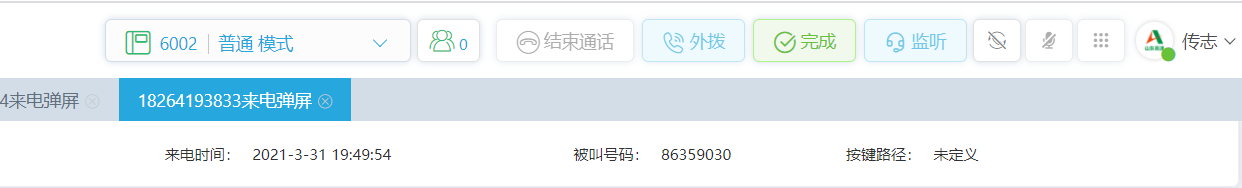 6002 普通 模式 0 结束通话 外拨 完成 监听 传志
4来电弹屏 18264193833来电弹屏
来电时间： 2021-3-31 19:49:54 被叫号码： 86359030 按键路径： 未定义